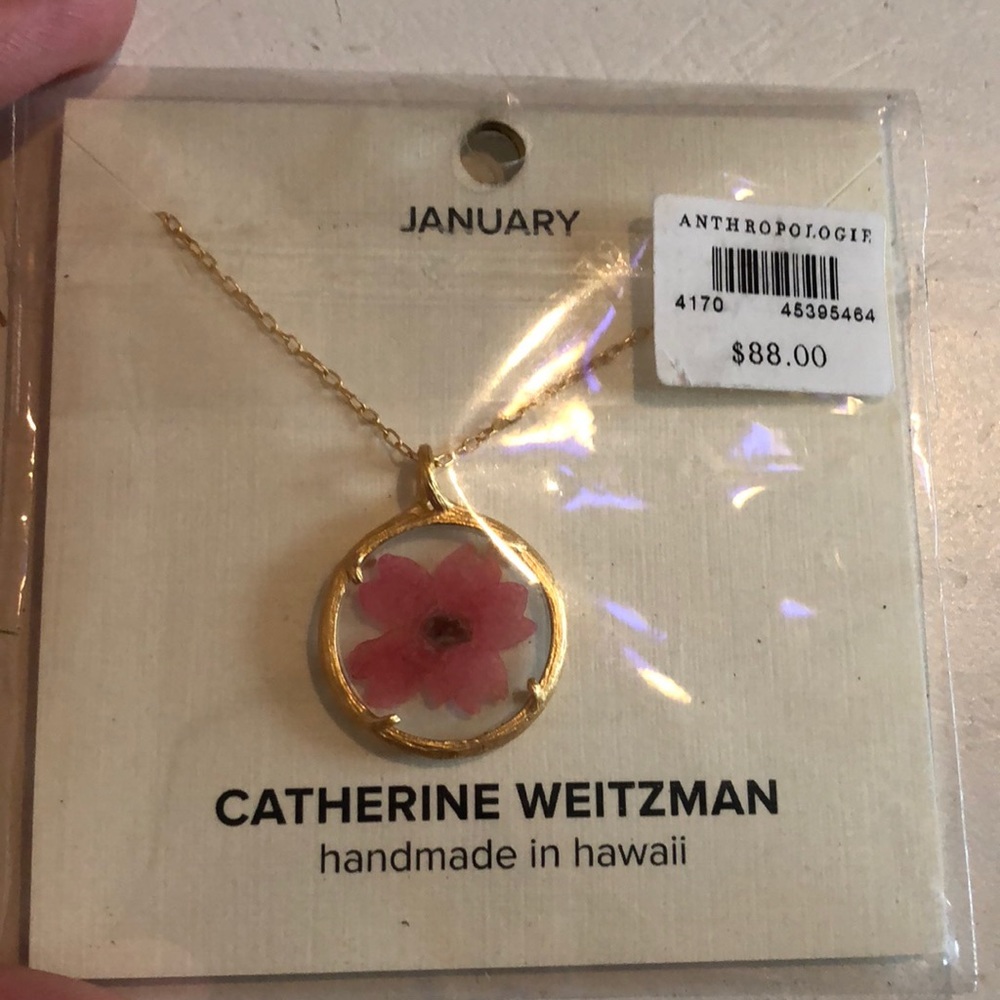 JANUARY
ANTHROPOLOGIE
4170 45395464
$88.00
CATHERINE WEITZMAN
handmade in hawaii